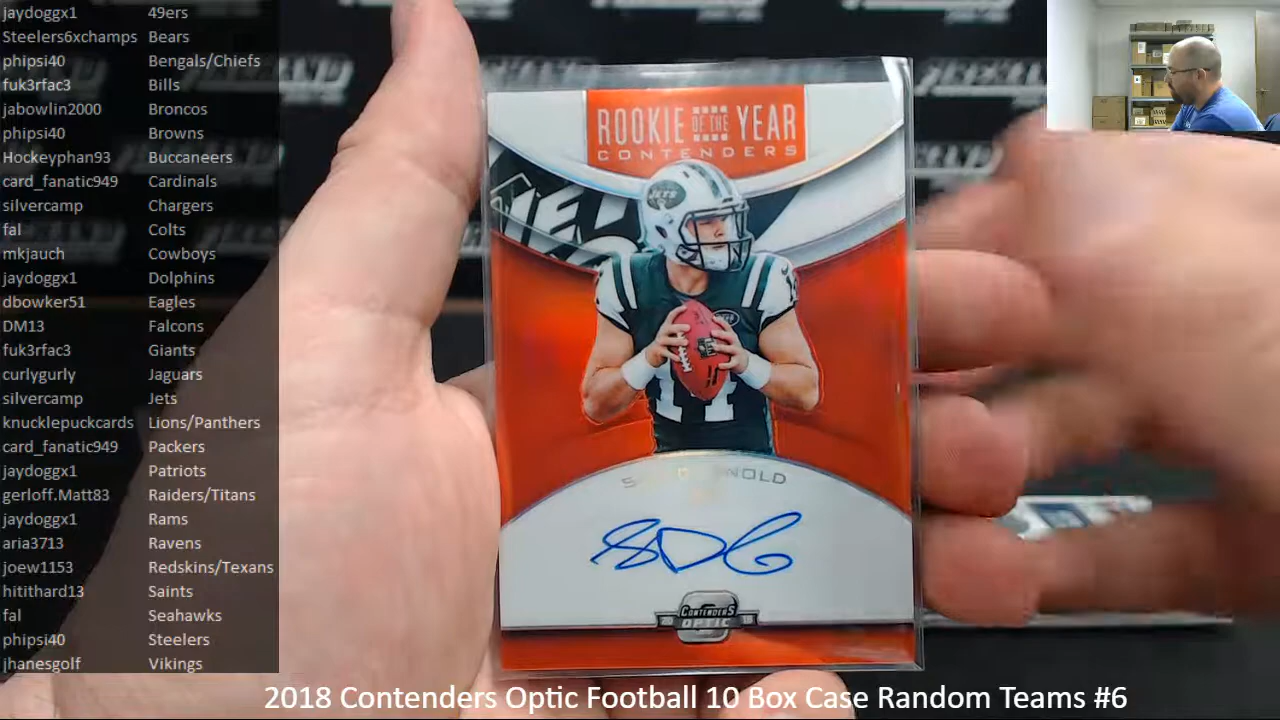 jaydoggx1 49ers
Steelers6xchamps Bears
phipsi40 Bengals/Chiefs
fuk3rfac3 Bills
jabowlin2000 Broncos
phipsi40 Browns
Hockeyphan93 Buccaneers
card_fanatic949 Cardinals
silvercamp Chargers
fal Colts
mkjauch Cowboys
jaydoggx1 Dolphins
dbowker51 Eagles
DM13 Falcons
fuk3rfac3 Giants
curlygurly Jaguars
silvercamp Jets
knucklepuckcards Lions/Panthers
card_fanatic949 Packers
jaydoggx1 Patriots
gerloff.Matt83 Raiders/Titans
jaydoggx1 Rams
aria3713 Ravens
joew1153 Redskins/Texans
hitithard13 Saints
fal Seahawks
phipsi40 Steelers
jhanesgolf Vikings
ROOKIE OF THE YEAR
CONTENDERS
JETS
CONTENDERS
20 OPTIC 18
2018 Contenders Optic Football 10 Box Case Random Teams #6